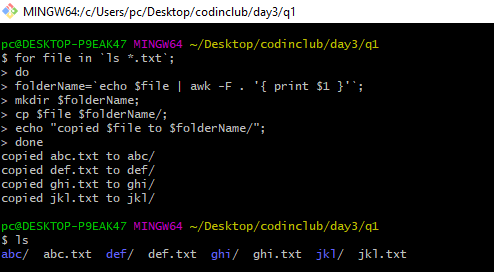 MINGW64:/c/Users/pc/Desktop/codinclub/day3/q1
pc@DESKTOP-P9EAK47 MINGW64 ~/Desktop/codinclub/day3/q1
$ for file in `ls *.txt`;
> do
> folderName=`echo $file | awk -F . '{ print $1 }'`;
> mkdir $folderName;
> cp $file $folderName/;
> echo "copied $file to $folderName/";
> done
copied abc.txt to abc/
copied def.txt to def/
copied ghi.txt to ghi/
copied jkl.txt to jkl/
pc@DESKTOP-P9EAK47 MINGW64 ~/Desktop/codinclub/day3/q1
$ ls
abc/  abc.txt  def/  def.txt  ghi/  ghi.txt  jkl/  jkl.txt